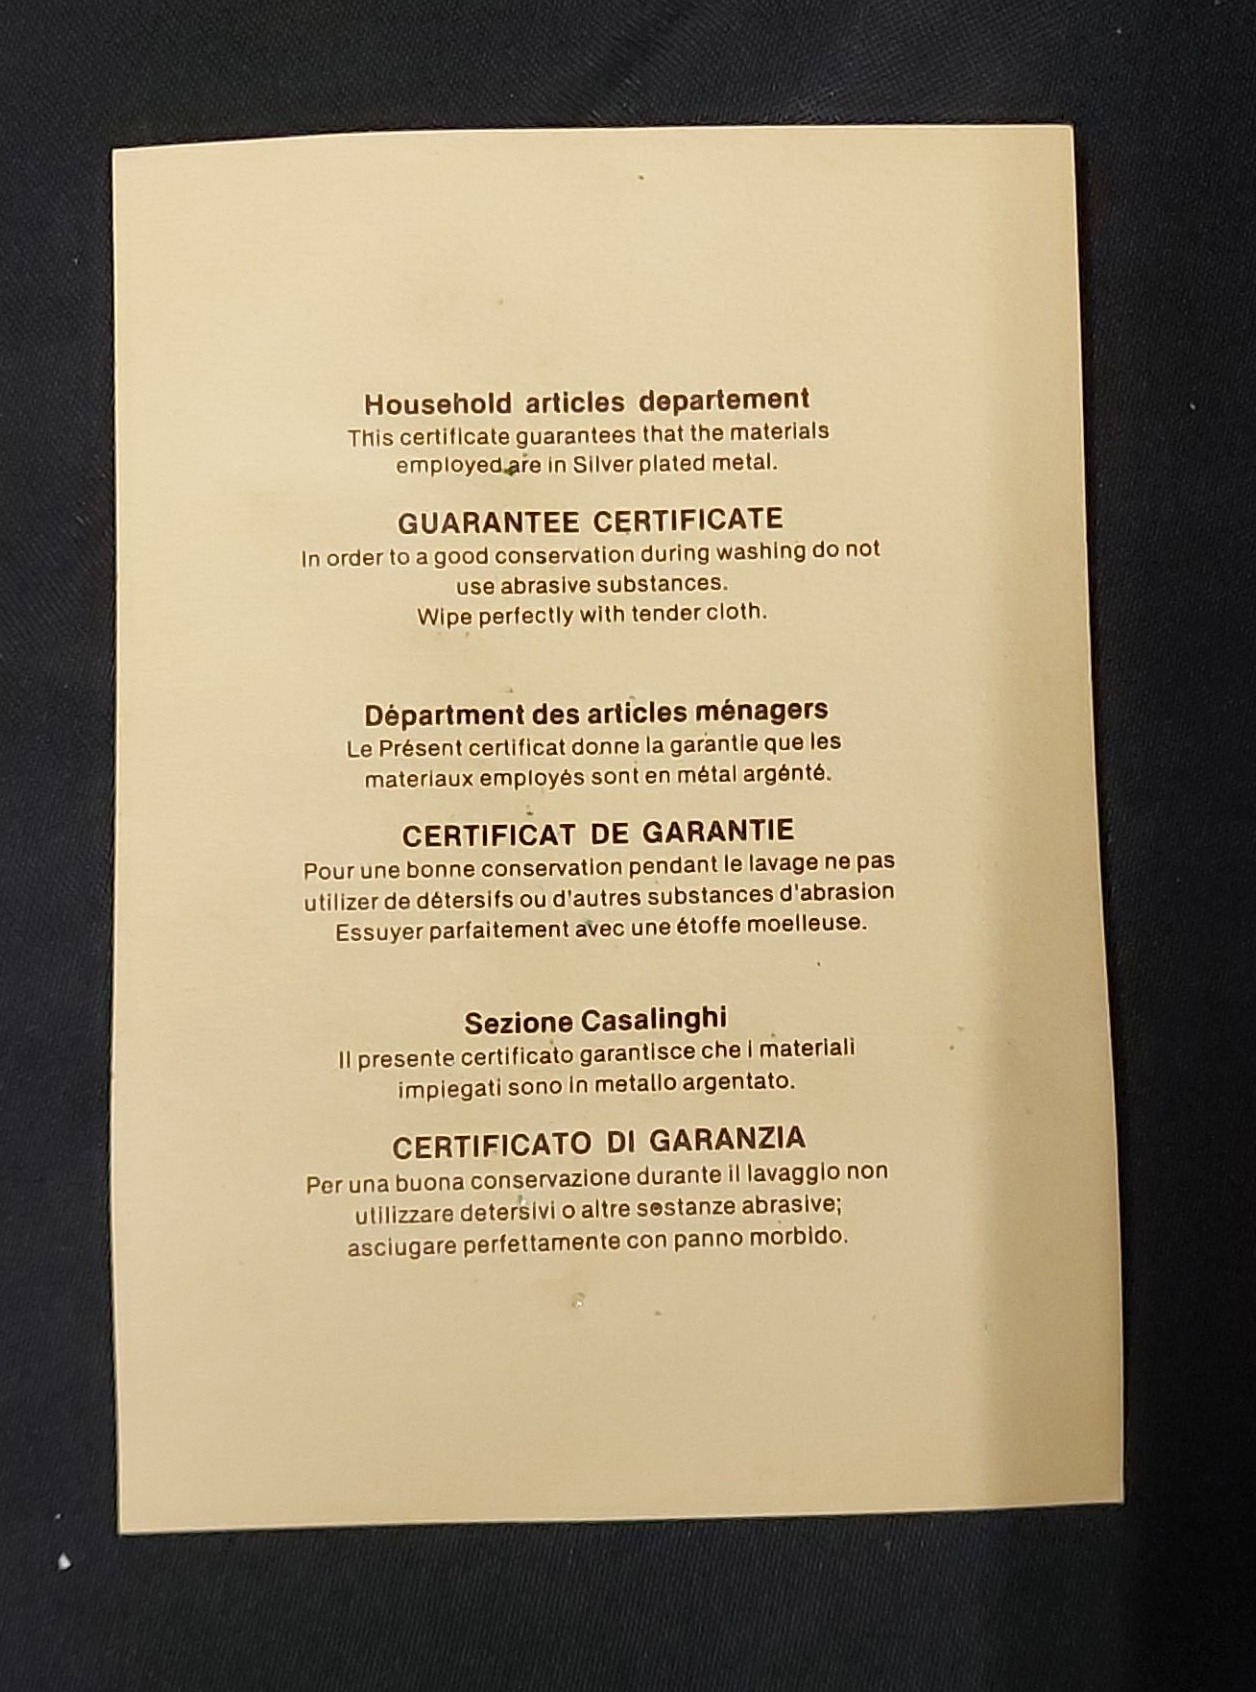 Household articles departement
This certificate guarantees that the materials
employed are in Silver plated metal.
GUARANTEE CERTIFICATE
In order to a good conservation during washing do not
use abrasive substances.
Wipe perfectly with tender cloth.
Départment des articles ménagers
Le Présent certificat donne la garantie que les
materiaux employés sont en métal argénté.
CERTIFICAT DE GARANTIE
Pour une bonne conservation pendant le lavage ne pas
utilizer de détersifs ou d'autres substances d'abrasion
Essuyer parfaitement avec une étoffe moelleuse.
Sezione Casalinghi
Il presente certificato garantisce che i materiali
impiegati sono in metallo argentato.
CERTIFICATO DI GARANZIA
Per una buona conservazione durante il lavaggio non
utilizzare detersivi o altre sostanze abrasive;
asciugare perfettamente con panno morbido.